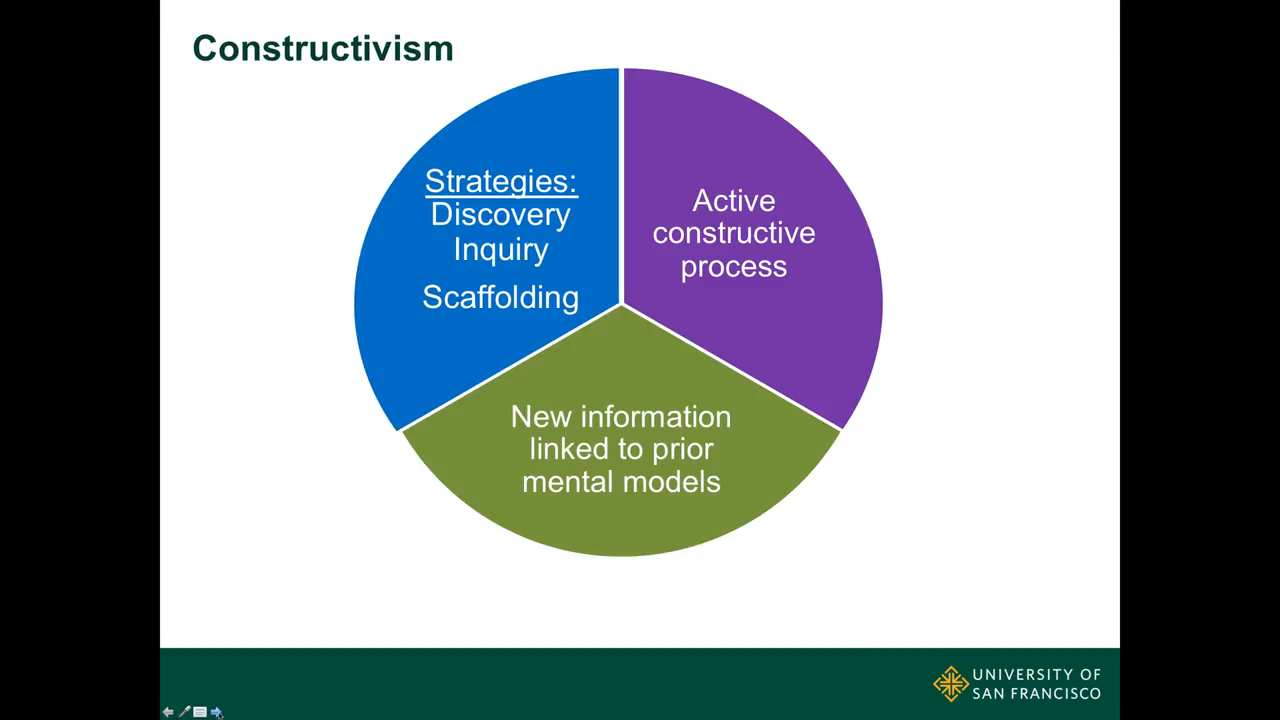 Constructivism
Strategies:
Discovery
Inquiry
Scaffolding
Active
constructive
process
New information
linked to prior
mental models
UNIVERSITY OF
SAN FRANCISCO